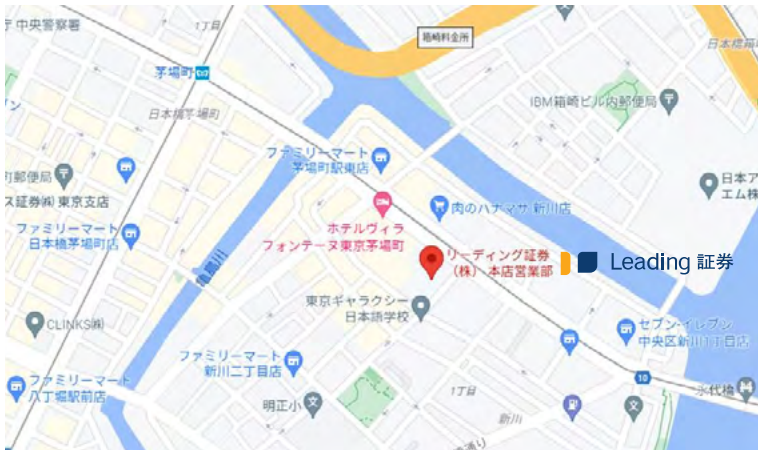 中央警察署
1丁目
箱崎料金所
日本橋箱
茅場町
日本橋茅場町
IBM箱崎ビル内郵便局
ファミリーマート
茅場町駅東店
町郵便局
ス証券㈱ 東京支店
日本ア
エム株
肉のハナマサ 新川店
ホテルヴィラ
フォンテーヌ東京茅場町
ファミリーマート
日本橋茅場町店
亀島川
リーディング証券
(株) 本店営業部
Leading 証券
東京ギャラクシー
日本語学校
CLINKS㈱
セブン-イレブン
中央区新川1丁目店
ファミリーマート
新川二丁目店
ファミリーマート
八丁堀駅前店
10
永代橋
1丁目
明正小
文
文
新川
通り